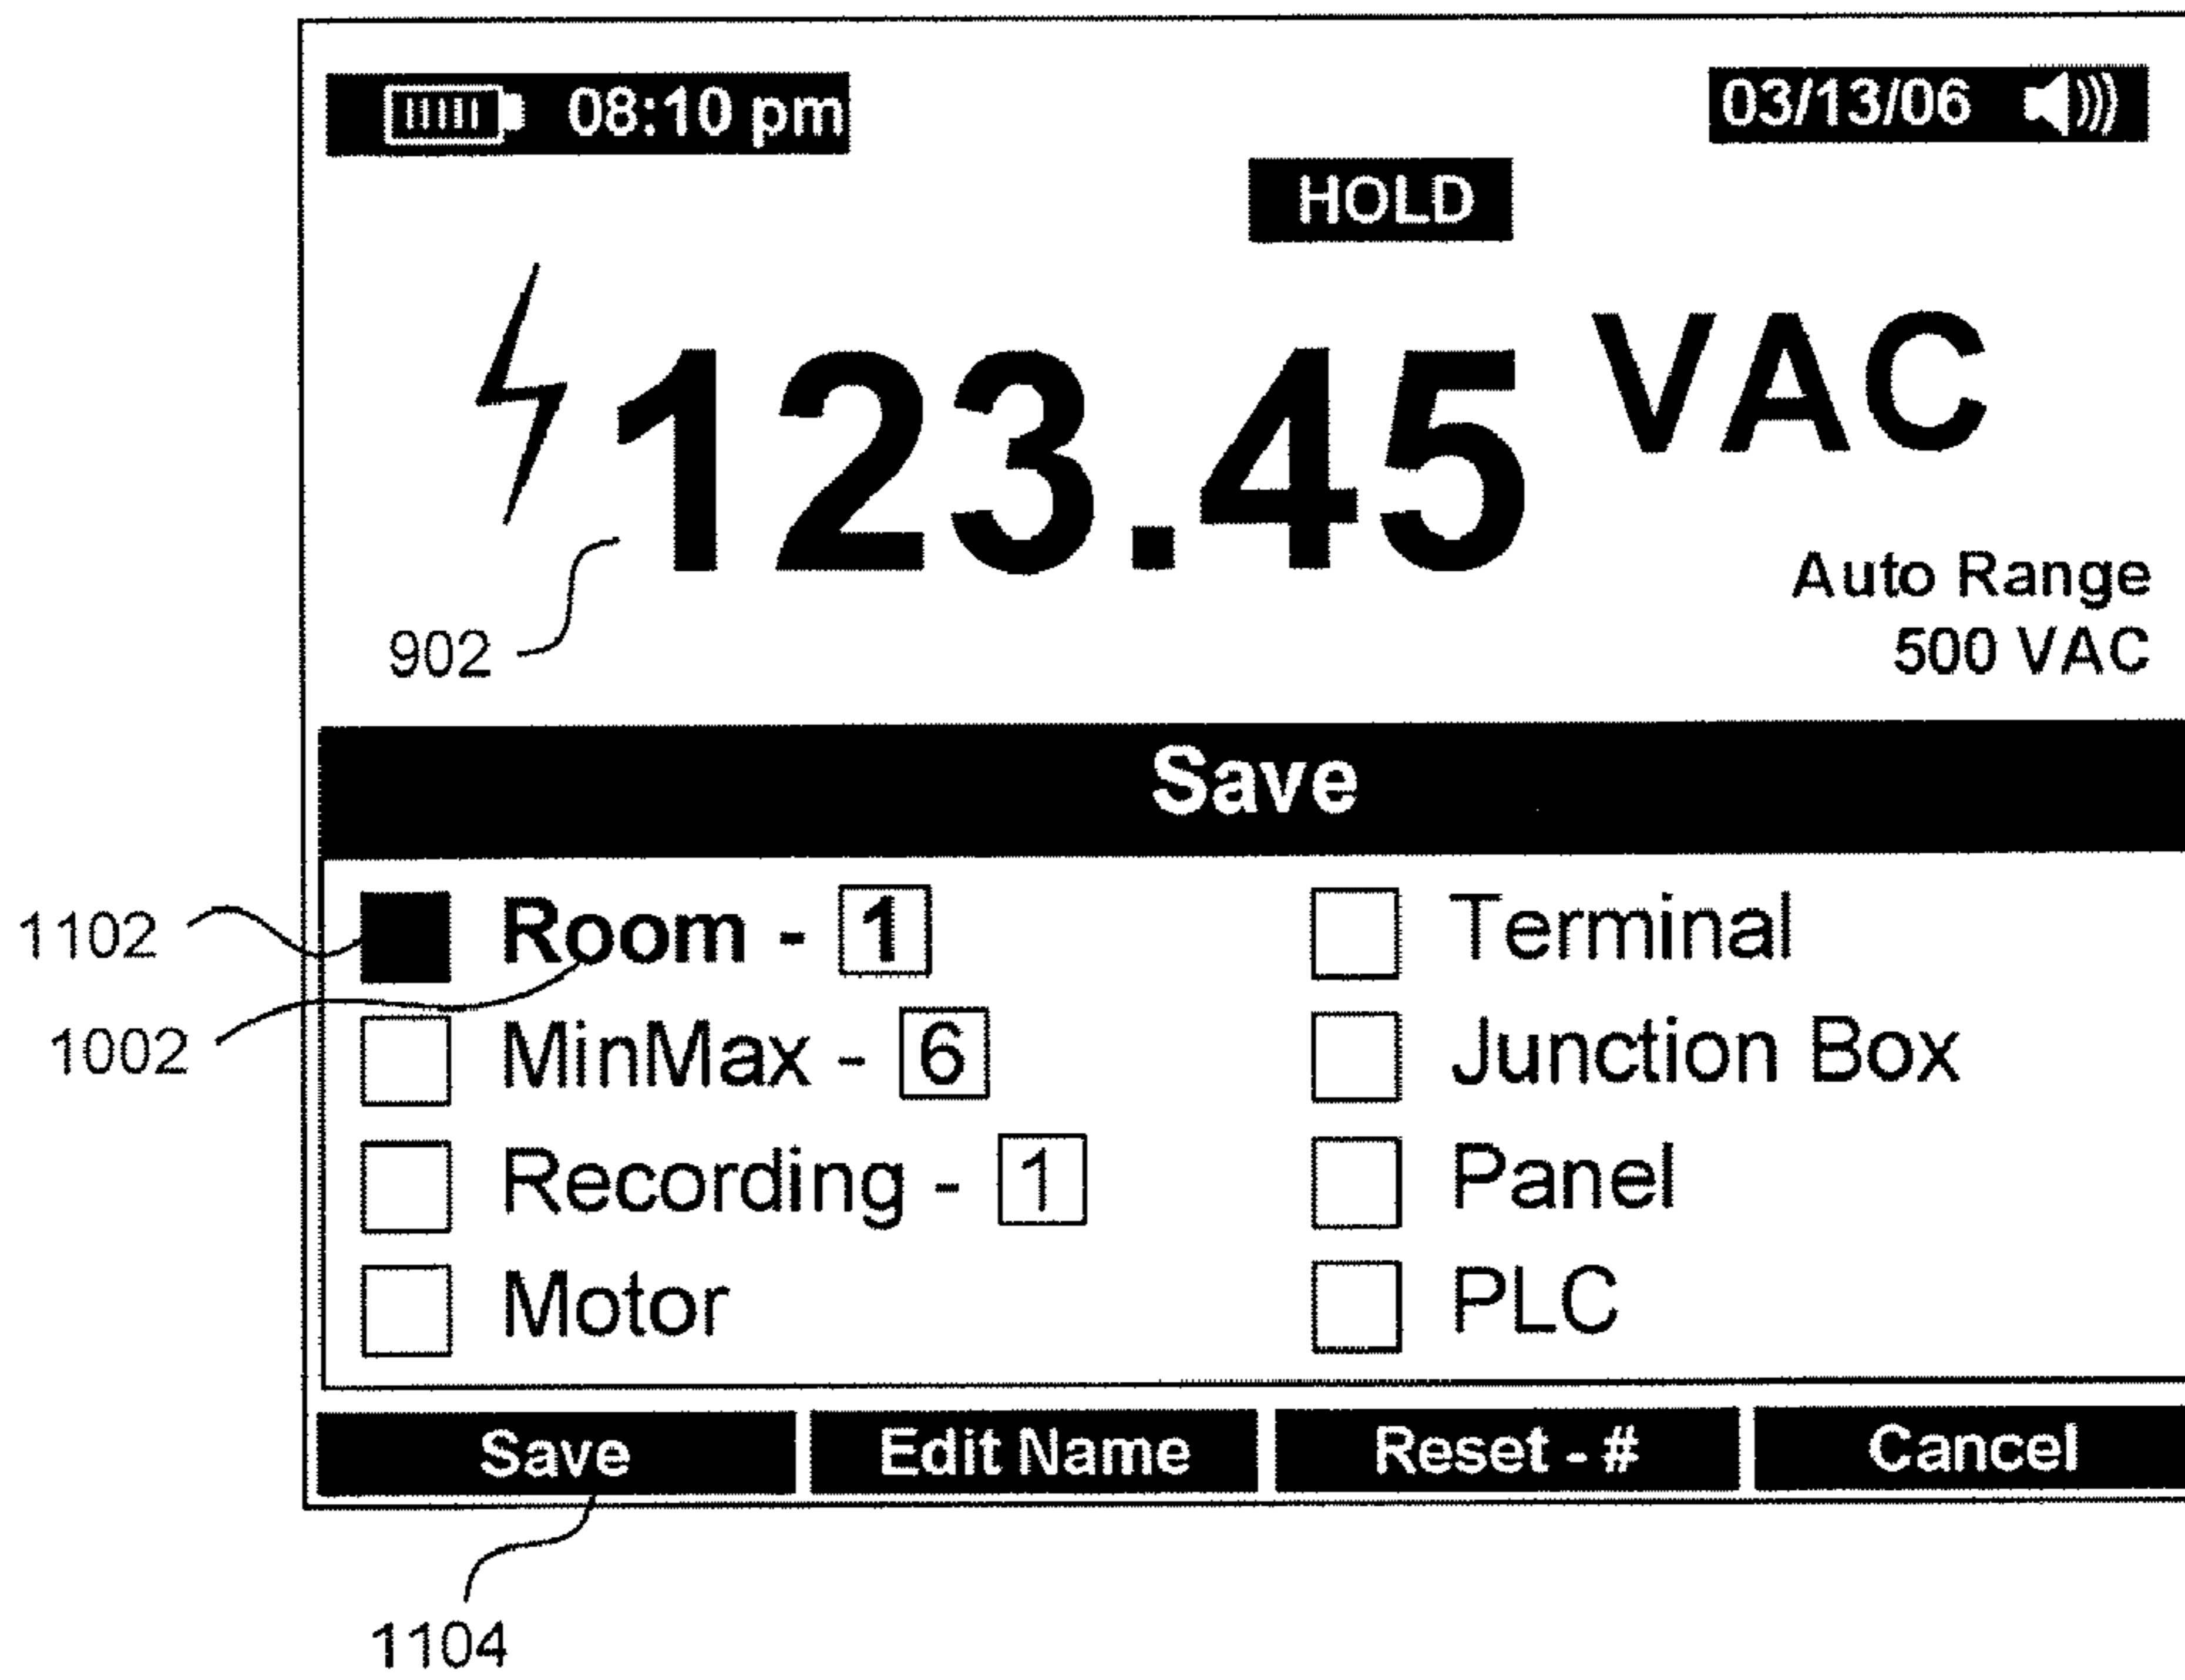 08:10 pm 03/13/06
HOLD
123.45 VAC
Auto Range
902 500 VAC
Save
1102 Room - 1 Terminal
1002 MinMax - 6 Junction Box
Recording - 1 Panel
Motor PLC
Save Edit Name Reset - # Cancel
1104